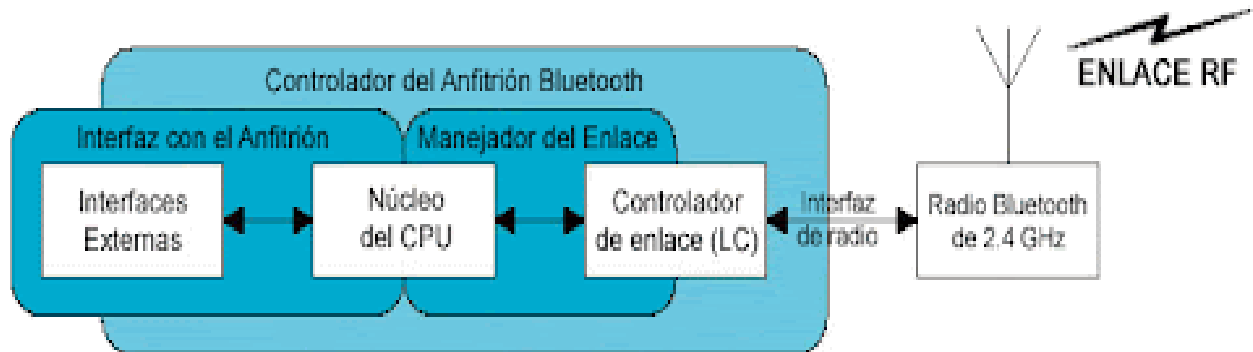 ENLACE RF
Controlador del Anfitrión Bluetooth
Interfaz con el Anfitrión
Manejador del Enlace
Interfaces
Externas
Núcleo
del CPU
Controlador
de enlace (LC)
Interfaz
de radio
Radio Bluetooth
de 2.4 GHz